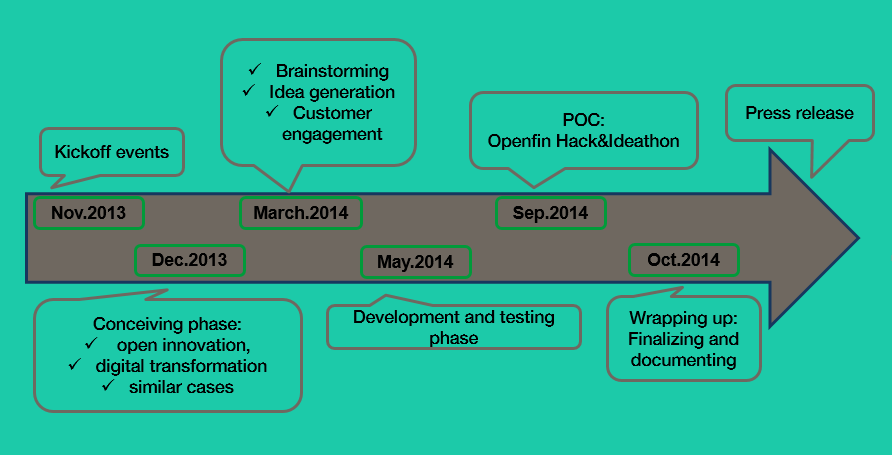 Kickoff events
✓ Brainstorming
✓ Idea generation
✓ Customer
engagement
POC:
Openfin Hack&Ideathon
Press release
Nov.2013
March.2014
Sep.2014
Dec.2013
May.2014
Oct.2014
Conceiving phase:
✓ open innovation,
✓ digital transformation
✓ similar cases
Development and testing
phase
Wrapping up:
Finalizing and
documenting